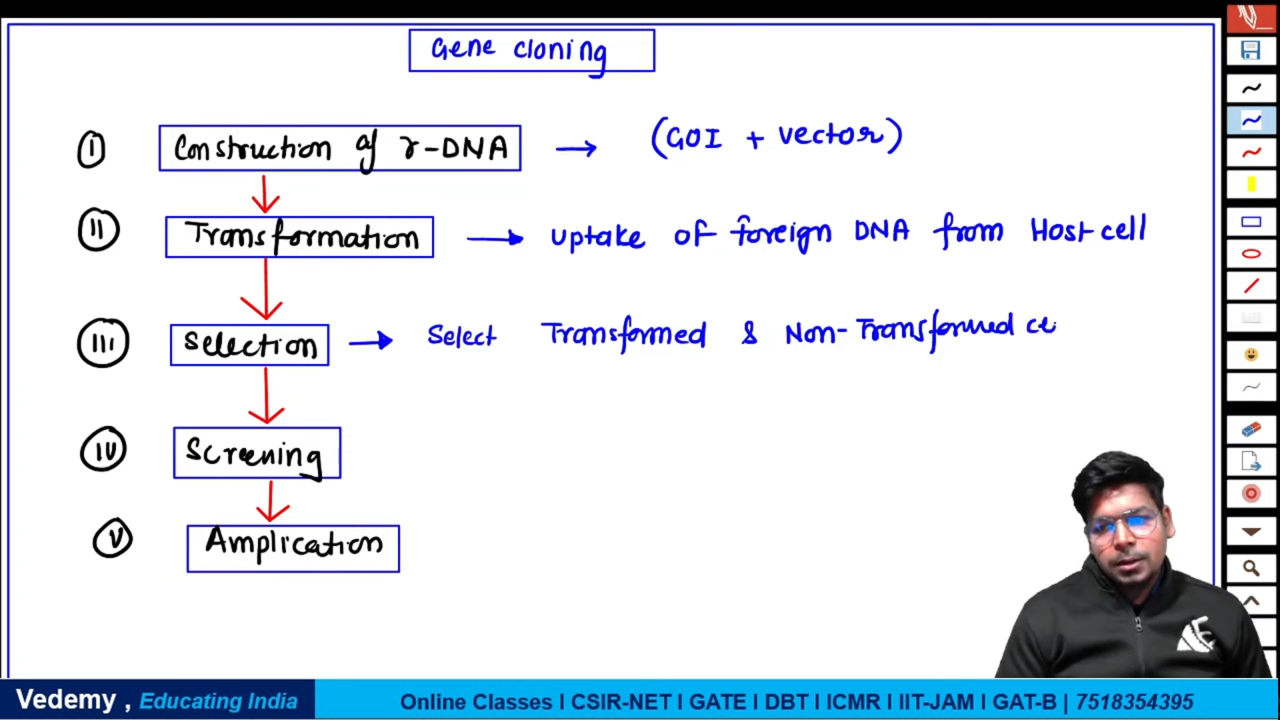 Gene cloning
I Construction of r-DNA → (GOI + vector)
II Transformation → uptake of foreign DNA from Host cell
III Selection → Select Transformed & Non-Transformed ce
IV Screening
V Amplication
Vedemy , Educating India
Online Classes I CSIR-NET I GATE I DBT I ICMR I IIT-JAM I GAT-B | 7518354395